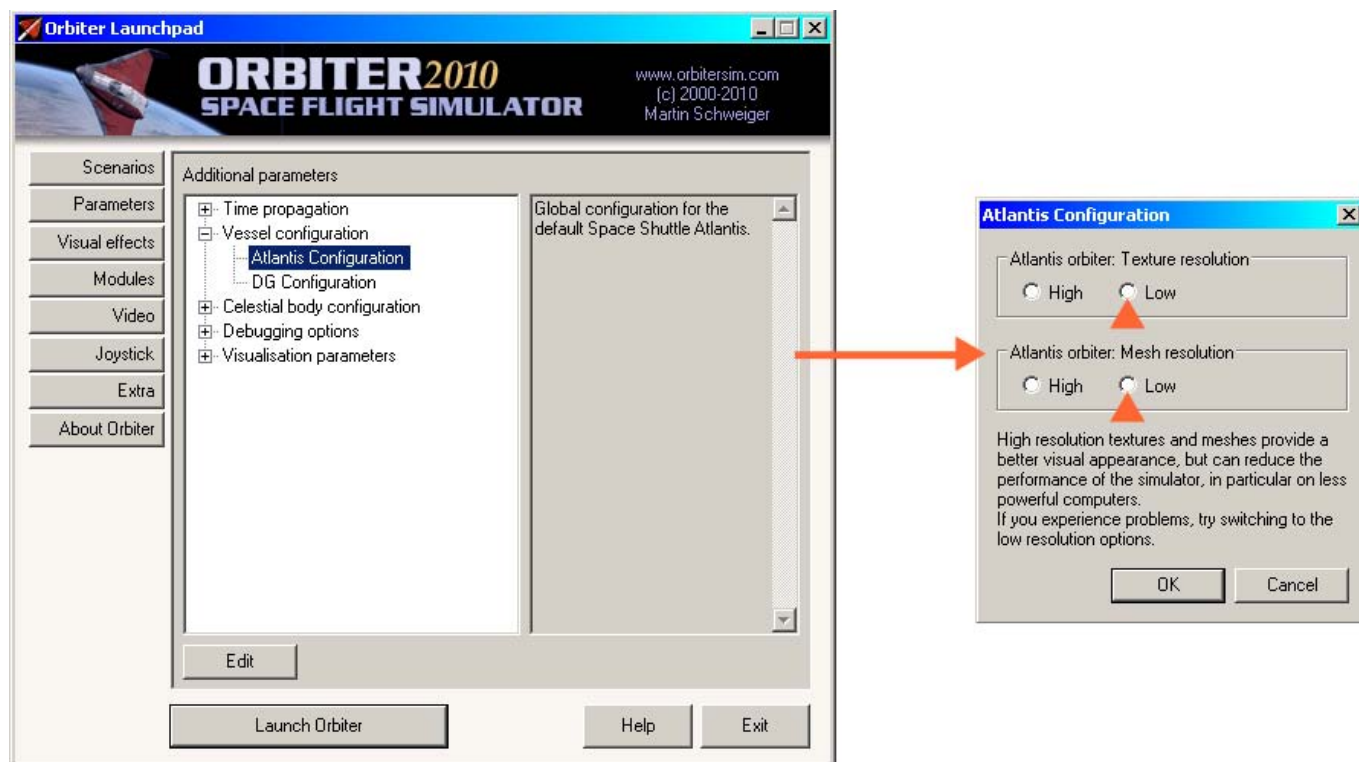 Orbiter Launchpad
ORBITER2010
SPACE FLIGHT SIMULATOR
www.orbitersim.com
(c) 2000-2010
Martin Schweiger
Scenarios
Parameters
Visual effects
Modules
Video
Joystick
Extra
About Orbiter
Additional parameters
Time propagation
Vessel configuration
Atlantis Configuration
DG Configuration
Celestial body configuration
Debugging options
Visualisation parameters
Global configuration for the
default Space Shuttle Atlantis.
Edit
Launch Orbiter
Help
Exit
Atlantis Configuration
Atlantis orbiter: Texture resolution
High Low
Atlantis orbiter: Mesh resolution
High Low
High resolution textures and meshes provide a
better visual appearance, but can reduce the
performance of the simulator, in particular on less
powerful computers.
If you experience problems, try switching to the
low resolution options.
OK Cancel